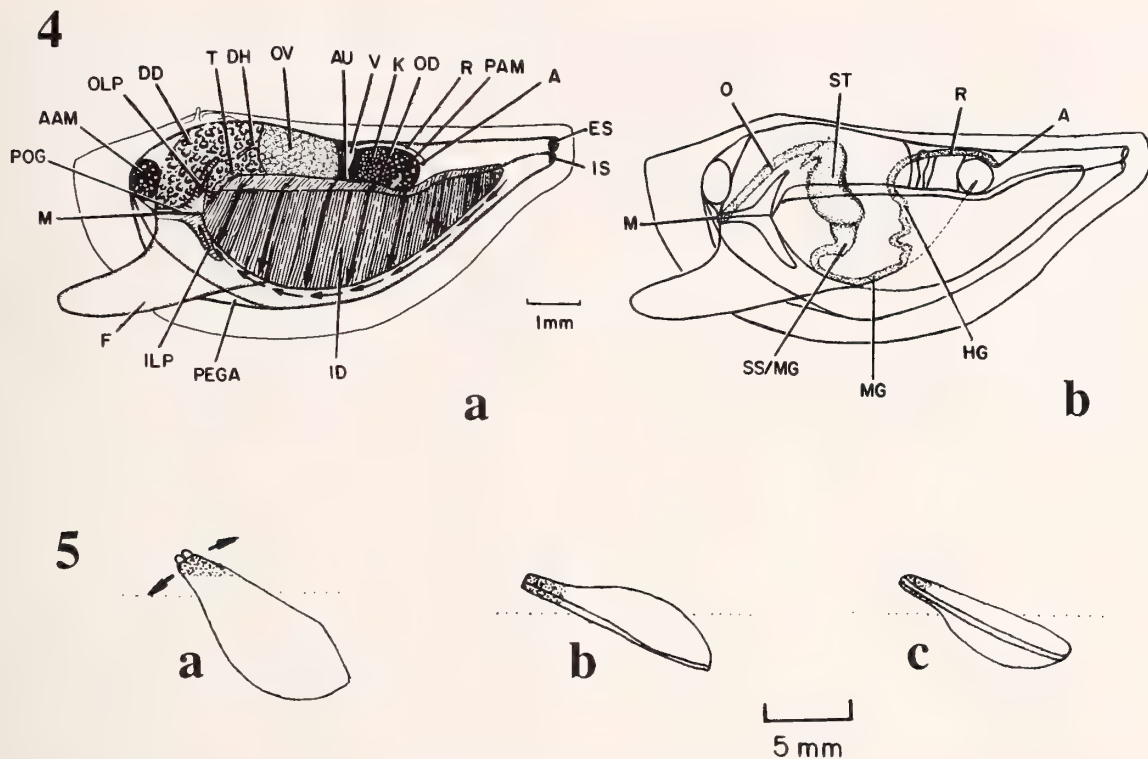 4
OLP DD T DH OV AU V K OD R PAM A
AAM
POG
M
ES
IS
F
ILP
PEGA
ID
1mm
a
O
ST
R
A
M
SS/MG
MG
HG
b
5
a
b
c
5 mm